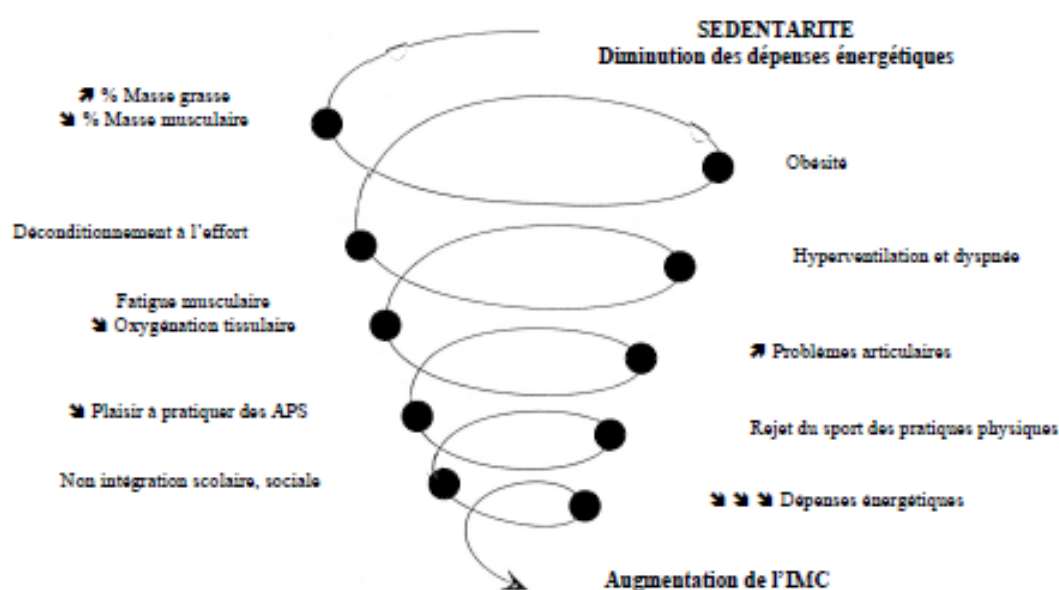 SEDENTARITE
Diminution des dépenses énergétiques
↗ % Masse grasse
↘ % Masse musculaire
Obésité
Déconditionnement à l'effort
Hyperventilation et dyspnée
Fatigue musculaire
↘ Oxygénation tissulaire
↗ Problèmes articulaires
↘ Plaisir à pratiquer des APS
Rejet du sport des pratiques physiques
Non intégration scolaire, sociale
↘ ↘ ↘ Dépenses énergétiques
Augmentation de l'IMC